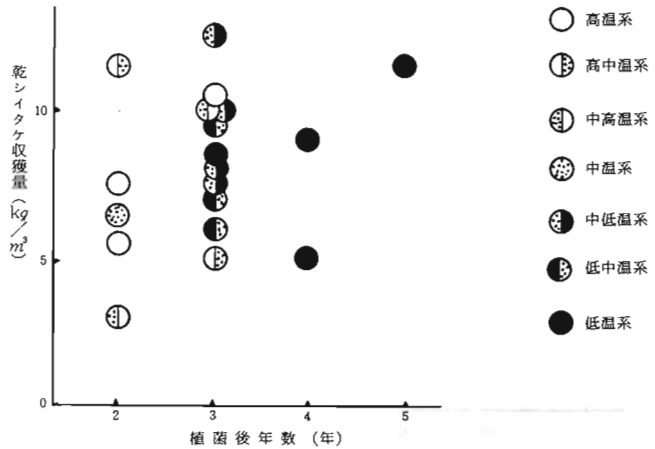 乾シイタケ収獲量(kg/m³)
10
5
0
2 3 4 5
植菌後年数(年)
高温系
高中温系
中高温系
中温系
中低温系
低中温系
低温系